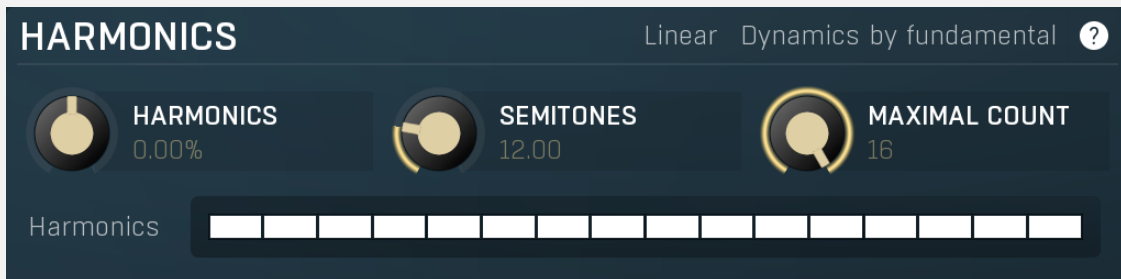 HARMONICS Linear Dynamics by fundamental ?
HARMONICS SEMITONES MAXIMAL COUNT
0.00% 12.00 16
Harmonics